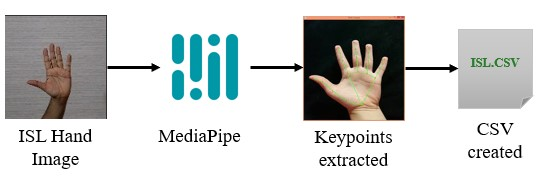 ISL.CSV
ISL Hand
Image
MediaPipe
Keypoints
extracted
CSV
created